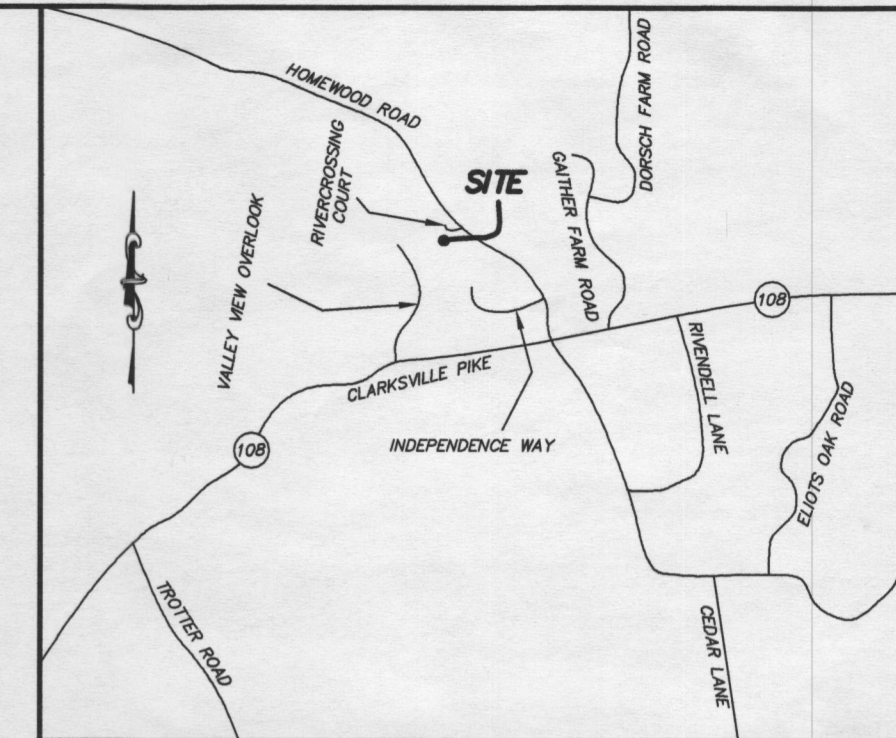 HOMEWOOD ROAD
DORSCH FARM ROAD
RIVERCROSSING
COURT
SITE
GAITHER FARM ROAD
VALLEY VIEW OVERLOOK
108
CLARKSVILLE PIKE
RIVENDELL LANE
INDEPENDENCE WAY
108
ELIOTS OAK ROAD
TROTTER ROAD
CEDAR LANE